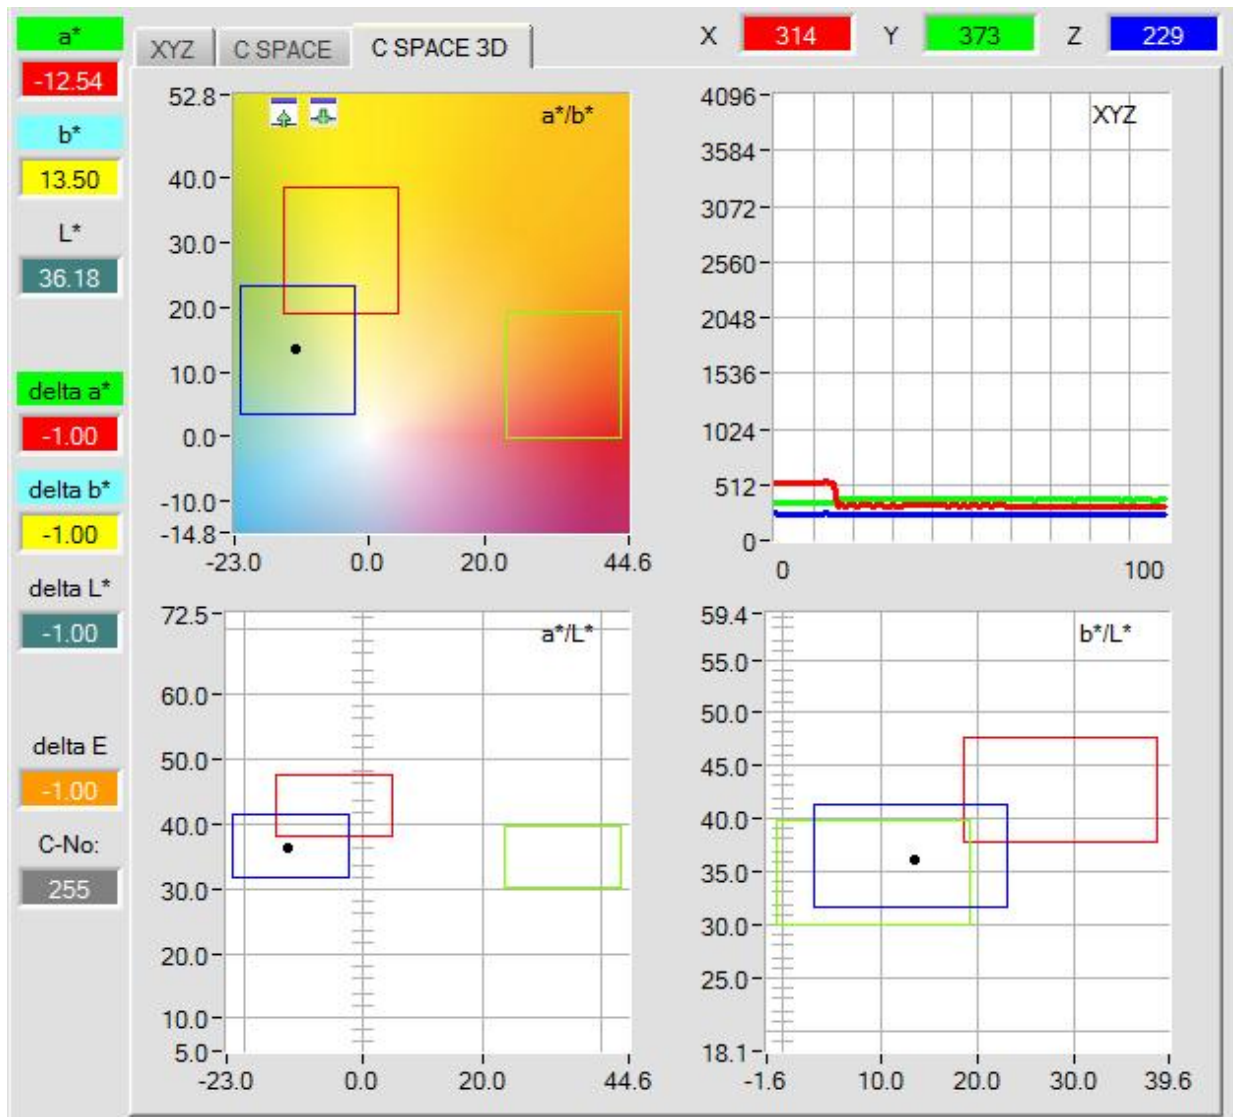 a*
-12.54
b*
13.50
L*
36.18
delta a*
-1.00
delta b*
-1.00
delta L*
-1.00
delta E
-1.00
C-No:
255
XYZ C SPACE C SPACE 3D
X 314 Y 373 Z 229
a*/b*
52.8
40.0
30.0
20.0
10.0
0.0
-10.0
-14.8
-23.0 0.0 20.0 44.6
XYZ
4096
3584
3072
2560
2048
1536
1024
512
0
0 100
a*/L*
72.5
60.0
50.0
40.0
30.0
20.0
10.0
5.0
-23.0 0.0 20.0 44.6
b*/L*
59.4
55.0
50.0
45.0
40.0
35.0
30.0
25.0
18.1
-1.6 10.0 20.0 30.0 39.6